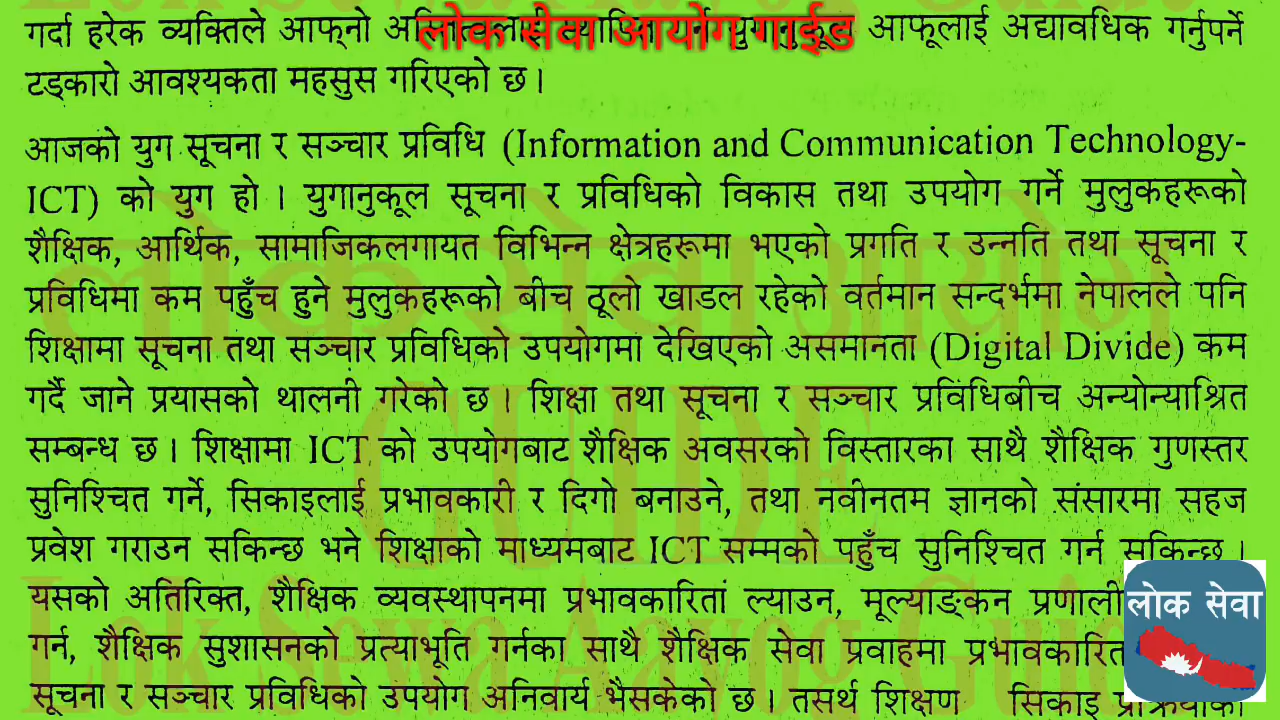 लोक सेवा आयोग गाईड
गर्दा हरेक व्यक्तिले आफ्नो आफूलाई अद्यावधिक गर्नुपर्ने
टड्कारो आवश्यकता महसुस गरिएको छ ।
आजको युग सूचना र सञ्चार प्रविधि (Information and Communication Technology-
ICT) को युग हो । युगानुकूल सूचना र प्रविधिको विकास तथा उपयोग गर्ने मुलुकहरूको
शैक्षिक, आर्थिक, सामाजिकलगायत विभिन्न क्षेत्रहरूमा भएको प्रगति र उन्नति तथा सूचना र
प्रविधिमा कम पहुँच हुने मुलुकहरूको बीच ठूलो खाडल रहेको वर्तमान सन्दर्भमा नेपालले पनि
शिक्षामा सूचना तथा सञ्चार प्रविधिको उपयोगमा देखिएको असमानता (Digital Divide) कम
गर्दै जाने प्रयासको थालनी गरेको छ । शिक्षा तथा सूचना र सञ्चार प्रविधिबीच अन्योन्याश्रित
सम्बन्ध छ । शिक्षामा ICT को उपयोगबाट शैक्षिक अवसरको विस्तारका साथै शैक्षिक गुणस्तर
सुनिश्चित गर्ने, सिकाइलाई प्रभावकारी र दिगो बनाउने, तथा नवीनतम ज्ञानको संसारमा सहज
प्रवेश गराउन सकिन्छ भने शिक्षाको माध्यमबाट ICT सम्मको पहुँच सुनिश्चित गर्न सकिन्छ ।
यसको अतिरिक्त, शैक्षिक व्यवस्थापनमा प्रभावकारिता ल्याउन, मूल्याङ्कन प्रणाली
गर्न, शैक्षिक सुशासनको प्रत्याभूति गर्नका साथै शैक्षिक सेवा प्रवाहमा
सूचना र सञ्चार प्रविधिको उपयोग अनिवार्य भैसकेको छ । तसर्थ शिक्षण सिकाइ
लोक सेवा